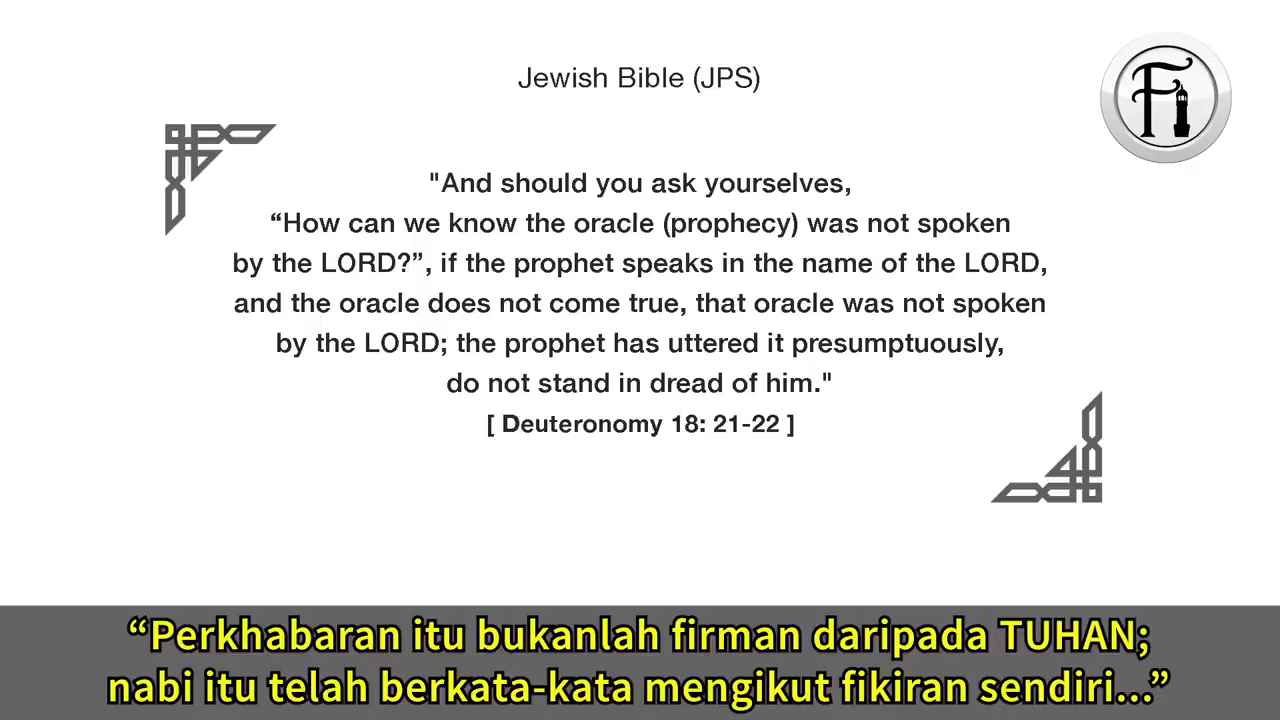 Jewish Bible (JPS)
Fi
"And should you ask yourselves,
“How can we know the oracle (prophecy) was not spoken
by the LORD?”, if the prophet speaks in the name of the LORD,
and the oracle does not come true, that oracle was not spoken
by the LORD; the prophet has uttered it presumptuously,
do not stand in dread of him."
[ Deuteronomy 18: 21-22 ]
“Perkhabaran itu bukanlah firman daripada TUHAN;
nabi itu telah berkata-kata mengikut fikiran sendiri...”